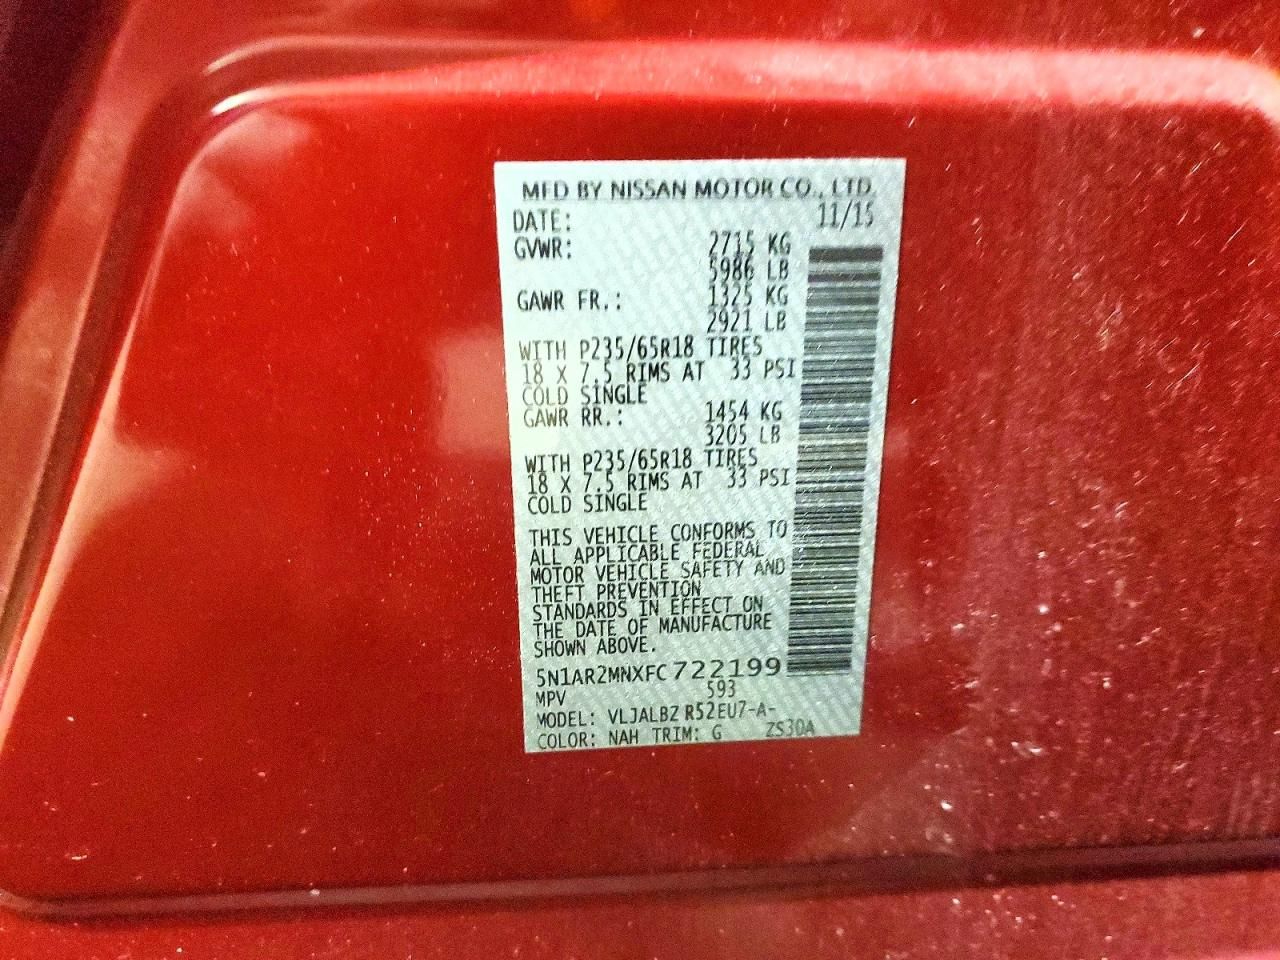 MFD BY NISSAN MOTOR CO., LTD.
DATE: 11/15
GVWR: 2715 KG
5986 LB
GAWR FR.: 1325 KG
2921 LB
WITH P235/65R18 TIRES
18 X 7.5 RIMS AT 33 PSI
COLD SINGLE
GAWR RR.: 1454 KG
3205 LB
WITH P235/65R18 TIRES
18 X 7.5 RIMS AT 33 PSI
COLD SINGLE
THIS VEHICLE CONFORMS TO
ALL APPLICABLE FEDERAL
MOTOR VEHICLE SAFETY AND
THEFT PREVENTION
STANDARDS IN EFFECT ON
THE DATE OF MANUFACTURE
SHOWN ABOVE.
5N1AR2MNXFC722199
MPV 593
MODEL: VLJALBZ R52EU7-A-
COLOR: NAH TRIM: G ZS30A